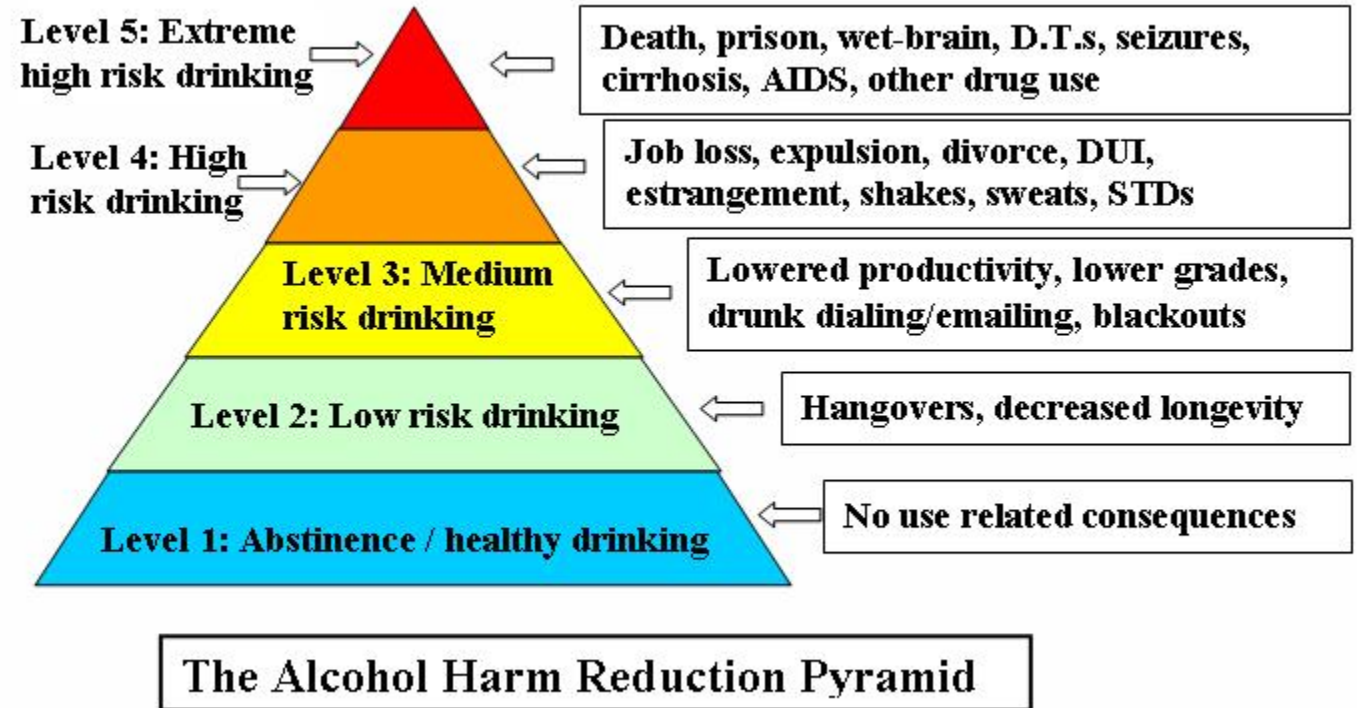 Level 5: Extreme
high risk drinking
Death, prison, wet-brain, D.T.s, seizures,
cirrhosis, AIDS, other drug use
Level 4: High
risk drinking
Job loss, expulsion, divorce, DUI,
estrangement, shakes, sweats, STDs
Level 3: Medium
risk drinking
Lowered productivity, lower grades,
drunk dialing/emailing, blackouts
Level 2: Low risk drinking
Hangovers, decreased longevity
Level 1: Abstinence / healthy drinking
No use related consequences
The Alcohol Harm Reduction Pyramid